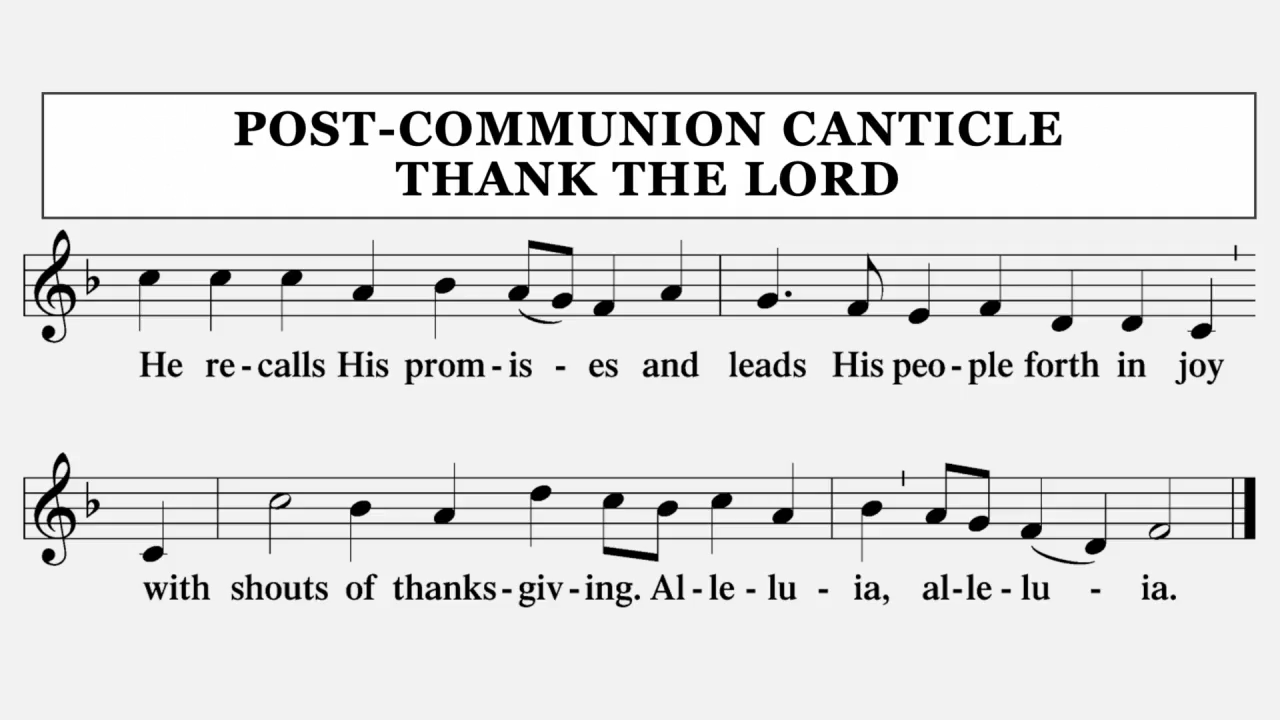 POST-COMMUNION CANTICLE
THANK THE LORD
He re-calls His prom-is - es and leads His peo-ple forth in joy
with shouts of thanks-giv-ing. Al-le-lu - ia, al-le-lu - ia.